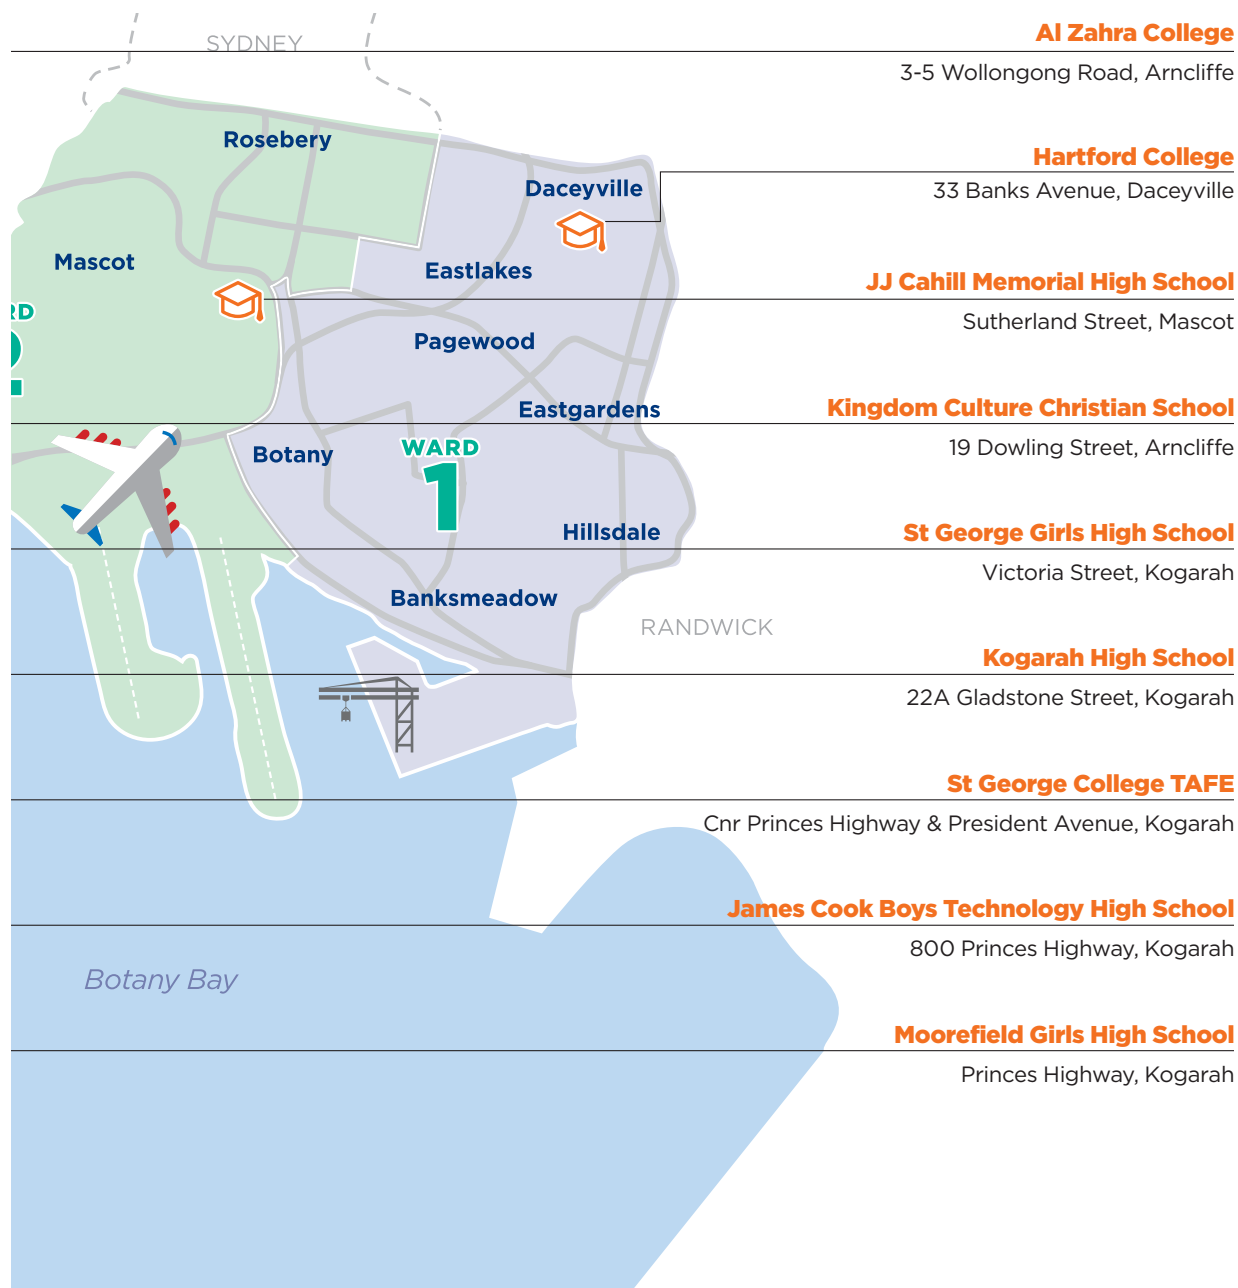 SYDNEY
Al Zahra College
3-5 Wollongong Road, Arncliffe
Rosebery
Hartford College
Daceyville
33 Banks Avenue, Daceyville
Mascot
Eastlakes
JJ Cahill Memorial High School
Sutherland Street, Mascot
RD
2
Pagewood
Eastgardens
Kingdom Culture Christian School
19 Dowling Street, Arncliffe
Botany
WARD
1
Hillsdale
St George Girls High School
Victoria Street, Kogarah
Banksmeadow
RANDWICK
Kogarah High School
22A Gladstone Street, Kogarah
St George College TAFE
Cnr Princes Highway & President Avenue, Kogarah
James Cook Boys Technology High School
800 Princes Highway, Kogarah
Botany Bay
Moorefield Girls High School
Princes Highway, Kogarah